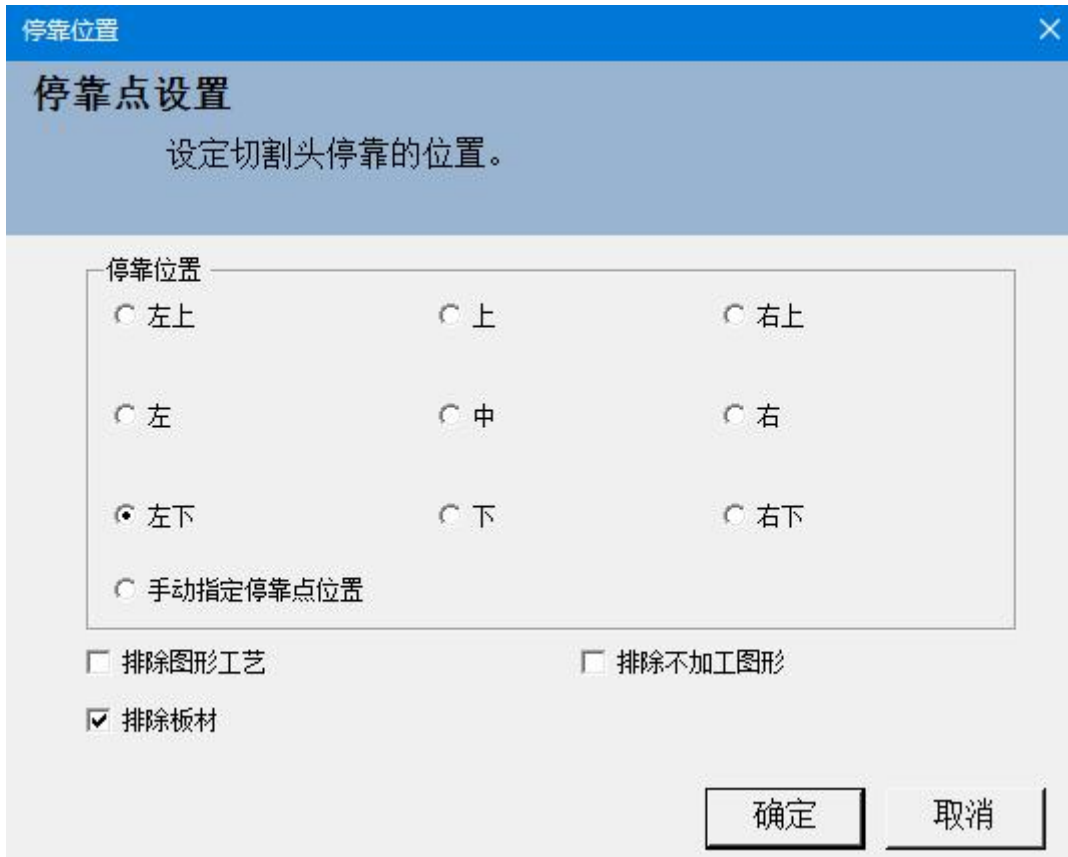 停靠位置
停靠点设置
设定切割头停靠的位置。
停靠位置
左上 上 右上
左 中 右
左下 下 右下
手动指定停靠点位置
排除图形工艺 排除不加工图形
排除板材
确定 取消